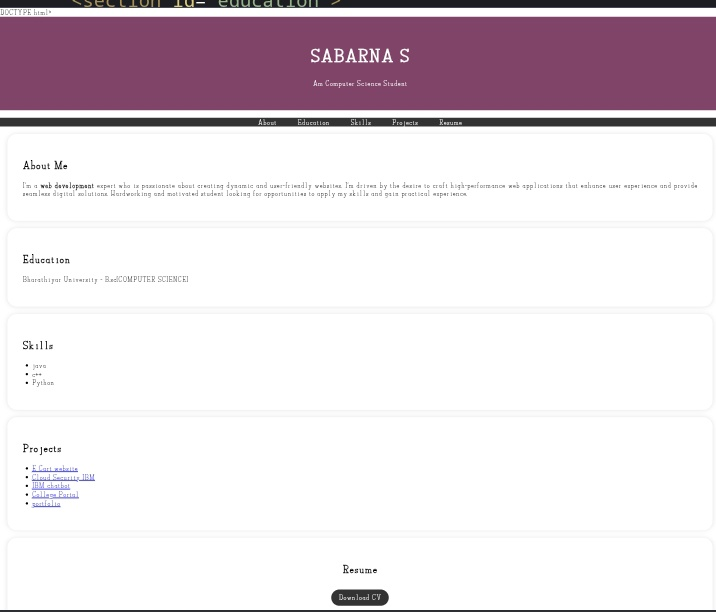 <section id="education">
DOCTYPE html>
SABARNA S
Am Computer Science Student
About Education Skills Projects Resume
About Me
I'm a web development expert who is passionate about creating dynamic and user-friendly websites. I'm driven by the desire to craft high-performance web applications that enhance user experience and provide
seamless digital solutions. Hardworking and motivated student looking for opportunities to apply my skills and gain practical experience.
Education
Bharathiyar University - B.sc[COMPUTER SCIENCE]
Skills
java
c++
Python
Projects
E Cart website
Cloud Security IBM
IBM chatbot
College Portal
portfolio
Resume
Download CV